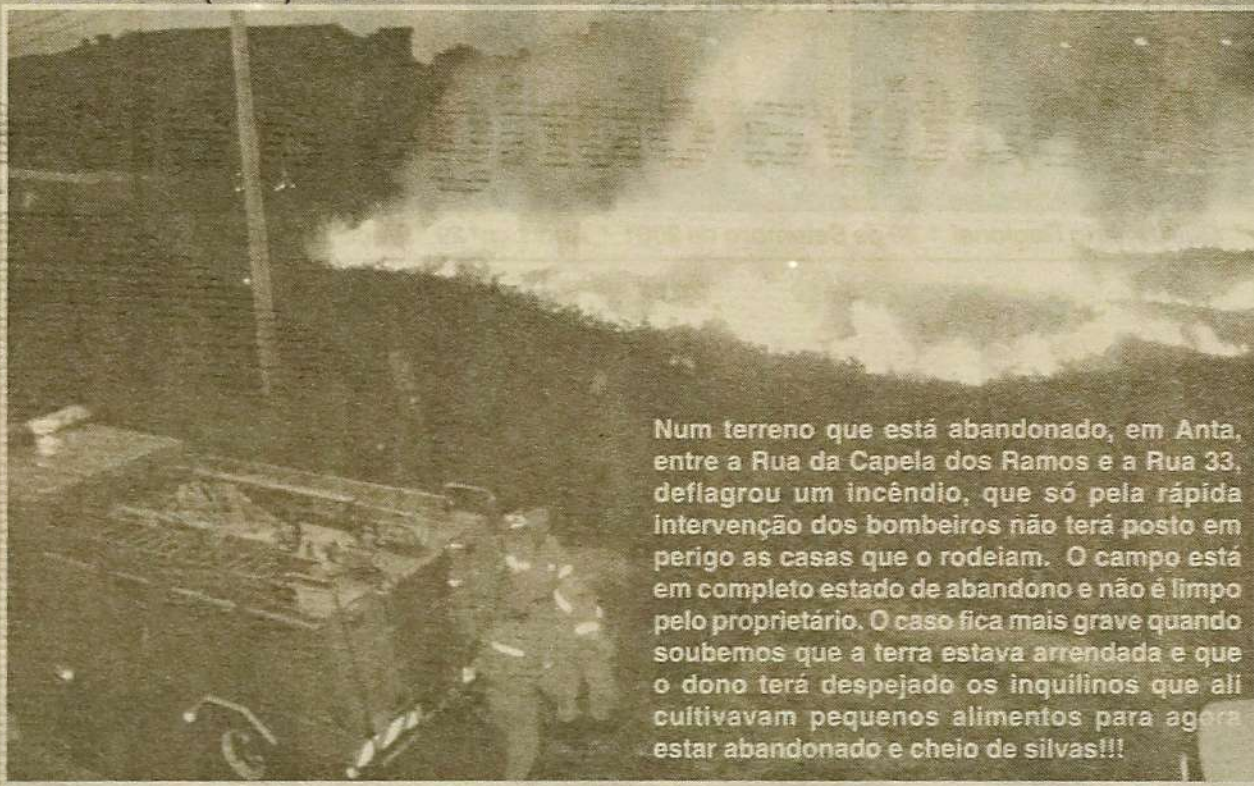 Num terreno que está abandonado, em Anta,
entre a Rua da Capela dos Ramos e a Rua 33,
deflagrou um incêndio, que só pela rápida
intervenção dos bombeiros não terá posto em
perigo as casas que o rodeiam. O campo está
em completo estado de abandono e não é limpo
pelo proprietário. O caso fica mais grave quando
soubemos que a terra estava arrendada e que
o dono terá despejado os inquilinos que ali
cultivavam pequenos alimentos para agora
estar abandonado e cheio de silvas!!!